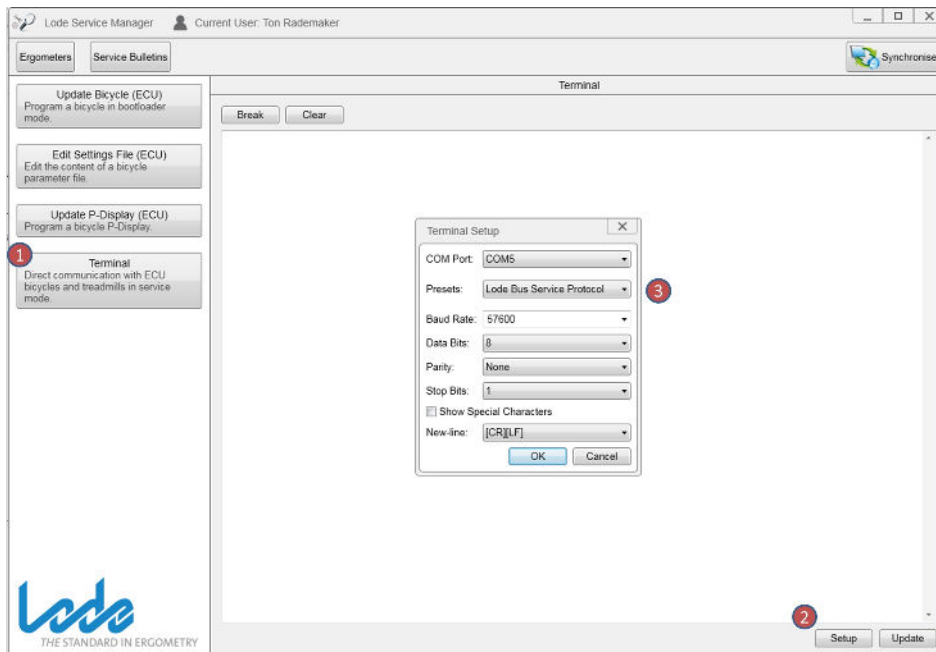 Lode Service Manager Current User: Ton Rademaker
Ergometers Service Bulletins Synchronise
Terminal
Update Bicycle (ECU)
Program a bicycle in bootloader
mode.
Edit Settings File (ECU)
Edit the content of a bicycle
parameter file.
Update P-Display (ECU)
Program a bicycle P-Display.
1
Terminal
Direct communication with ECU
bicycles and treadmills in service
mode.
Break Clear
Terminal Setup
COM Port: COM5
Presets: Lode Bus Service Protocol 3
Baud Rate: 57600
Data Bits: 8
Parity: None
Stop Bits: 1
Show Special Characters
New-line: [CR][LF]
OK Cancel
Lode
THE STANDARD IN ERGOMETRY
2
Setup Update